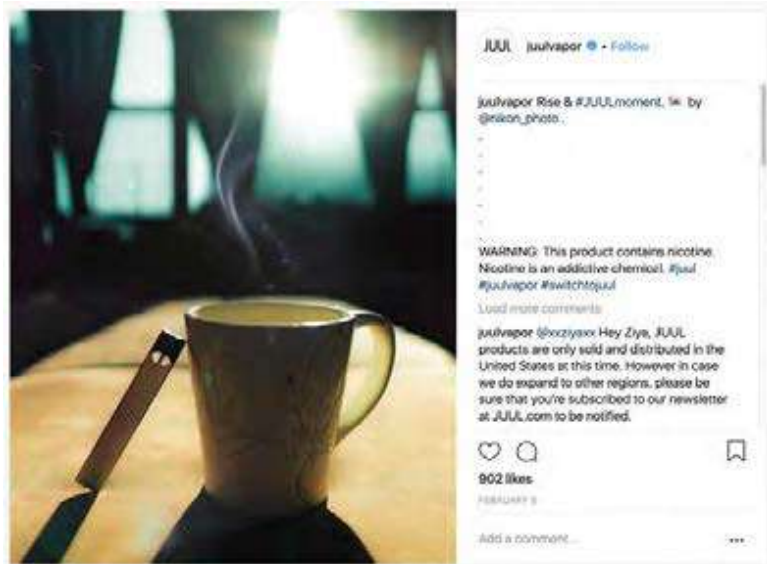 JUUL juulvapor • Follow
juulvapor Rise & #JUULmoment. 📸 by
@nikon_photo .
.
.
.
.
.
.
WARNING: This product contains nicotine.
Nicotine is an addictive chemical. #juul
#juulvapor #switchtojuul
Load more comments
juulvapor @xxziyaxx Hey Ziya, JUUL
products are only sold and distributed in the
United States at this time. However in case
we do expand to other regions, please be
sure that you're subscribed to our newsletter
at JUUL.com to be notified.
902 likes
FEBRUARY 9
Add a comment...